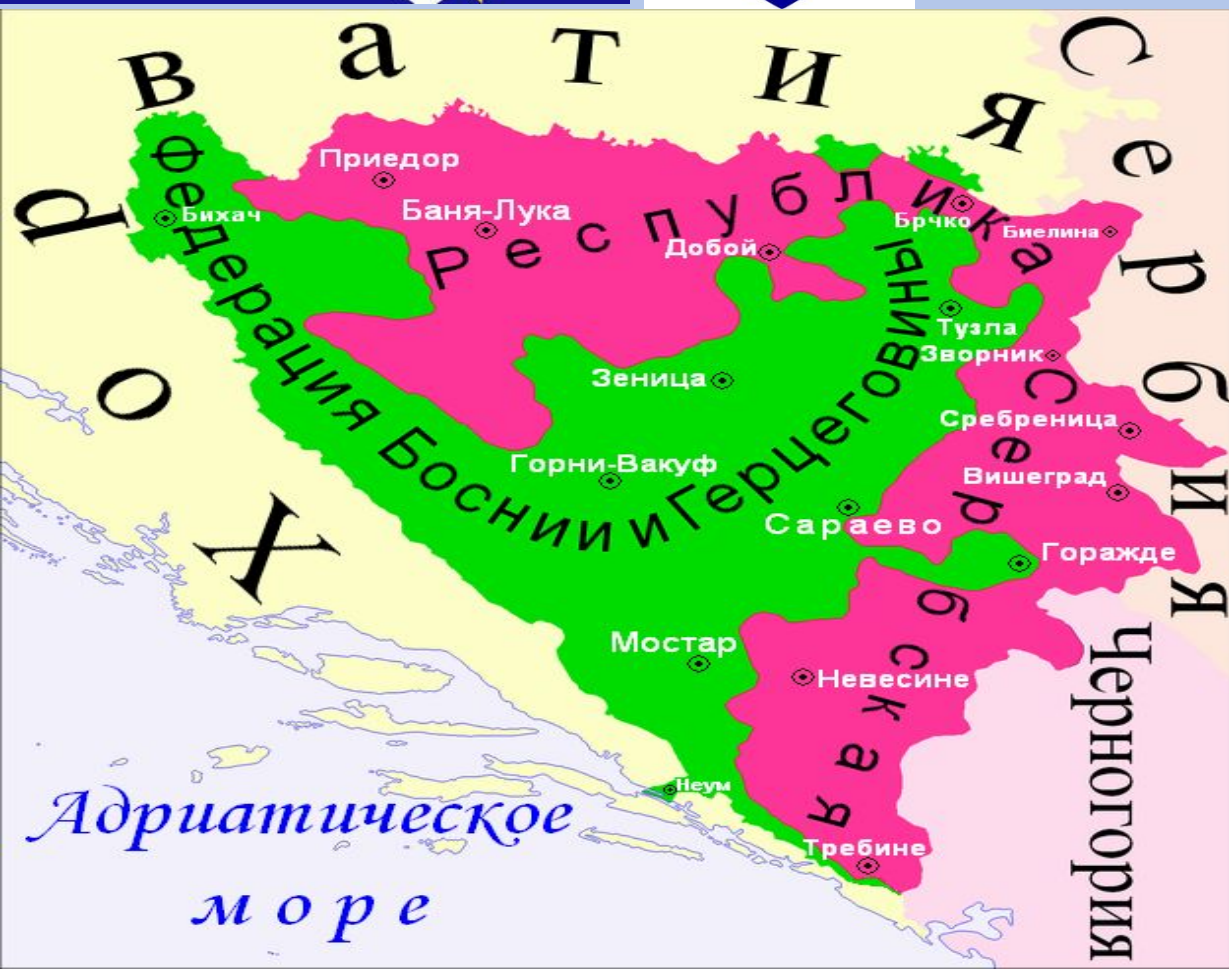 Хорватия
Сербия
Федерация Боснии и Герцеговины
Республика Сербская
Приедор
Бихач
Баня-Лука
Добой
Брчко
Биелина
Тузла
Зворник
Зеница
Сребреница
Горни-Вакуф
Вишеград
Сараево
Горажде
Мостар
Невесине
Неум
Требине
Черногория
Адриатическое
море